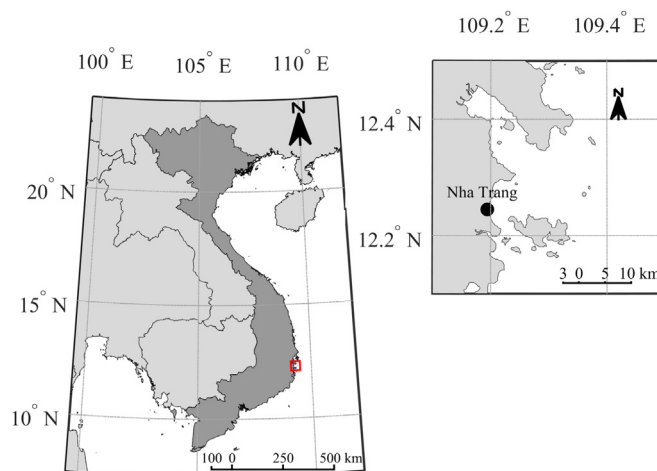 100° E 105° E 110° E
N
20° N
15° N
10° N
100 0 250 500 km
109.2° E 109.4° E
N
12.4° N
Nha Trang
12.2° N
3 0 5 10 km